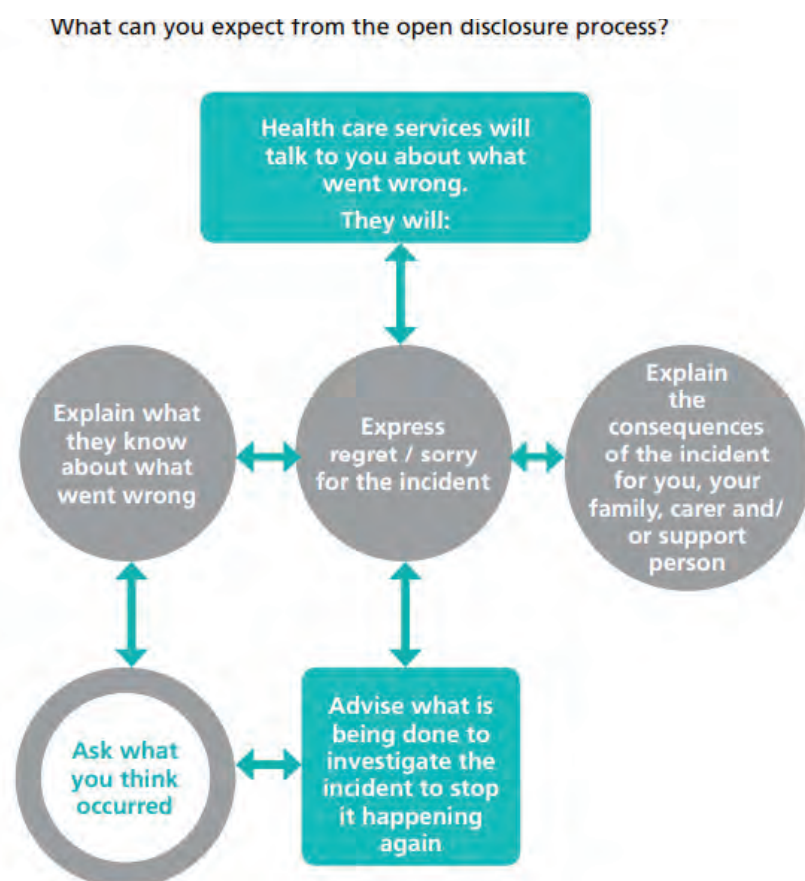 What can you expect from the open disclosure process?
Health care services will
talk to you about what
went wrong.
They will:
Explain what
they know
about what
went wrong
Express
regret / sorry
for the incident
Explain
the
consequences
of the incident
for you, your
family, carer and/
or support
person
Ask what
you think
occurred
Advise what is
being done to
investigate the
incident to stop
it happening
again